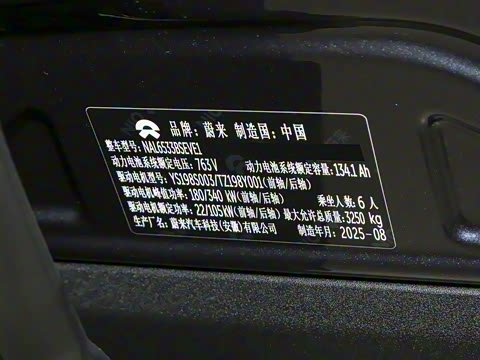 品牌：蔚来 制造国：中国
整车型号：NAL6533BSEVE1
动力电池系统额定电压：763V 动力电池系统额定容量：134.1Ah
驱动电机型号：YS198S003/TZ198Y001(前轴/后轴)
驱动电机峰值功率：180/340 kW(前轴/后轴) 乘坐人数：6人
驱动电机额定功率：22/105kW(前轴/后轴) 最大允许总质量：3250 kg
生产厂名：蔚来汽车科技(安徽)有限公司 制造年月：2025-08